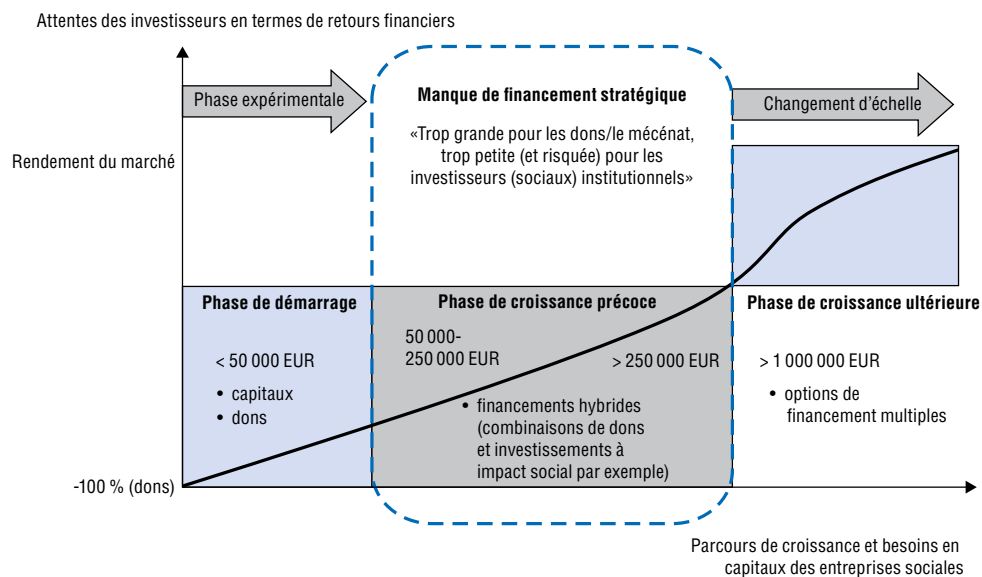 Attentes des investisseurs en termes de retours financiers
Phase expérimentale
Manque de financement stratégique
Changement d'échelle
«Trop grande pour les dons/le mécénat,
trop petite (et risquée) pour les
investisseurs (sociaux) institutionnels»
Rendement du marché
Phase de démarrage
Phase de croissance précoce
Phase de croissance ultérieure
< 50 000 EUR
• capitaux
• dons
50 000-
250 000 EUR
> 250 000 EUR
• financements hybrides
(combinaisons de dons
et investissements à
impact social par exemple)
> 1 000 000 EUR
• options de
financement multiples
-100 % (dons)
Parcours de croissance et besoins en
capitaux des entreprises sociales